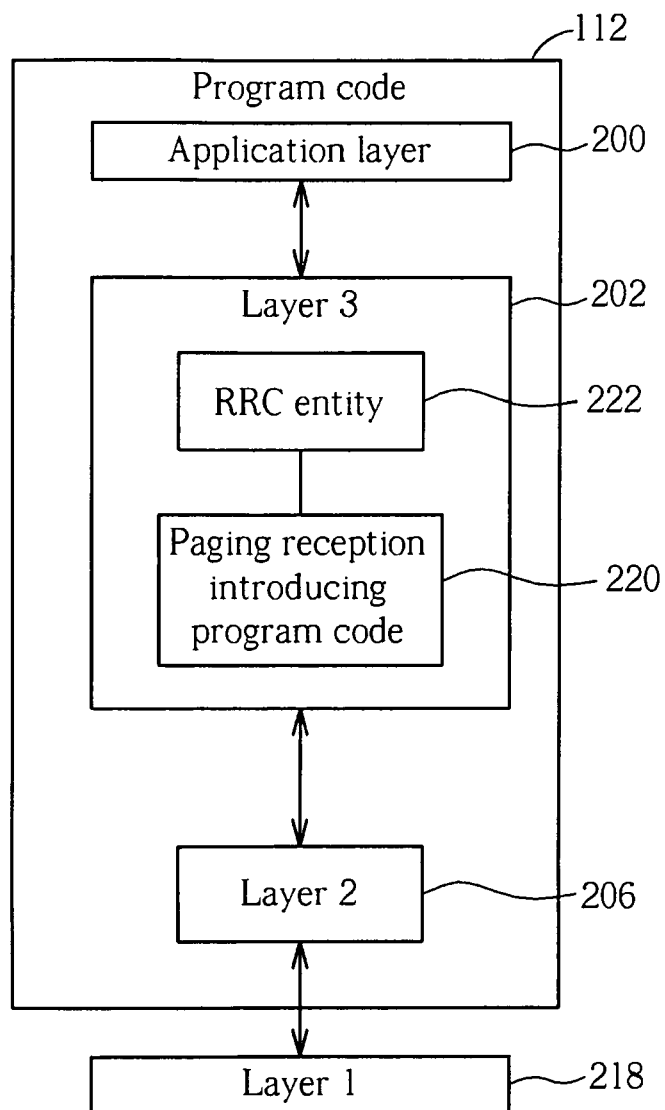 112
Program code
Application layer
200
Layer 3
202
RRC entity
222
Paging reception
introducing
program code
220
Layer 2
206
Layer 1
218